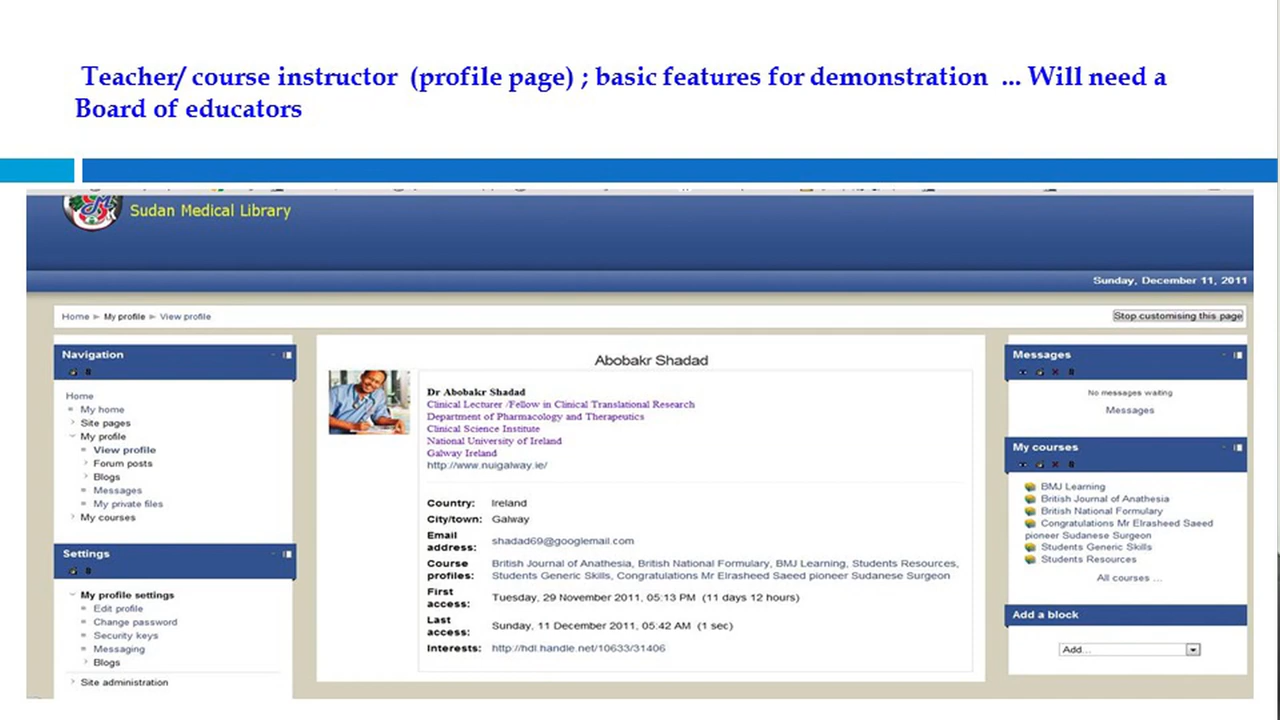 Teacher/ course instructor (profile page) ; basic features for demonstration ... Will need a
Board of educators
Sudan Medical Library
Sunday, December 11, 2011
Home ► My profile ► View profile
Stop customising this page
Navigation
Home
My home
Site pages
My profile
View profile
Forum posts
Blogs
Messages
My private files
My courses
Settings
My profile settings
Edit profile
Change password
Security keys
Messaging
Blogs
Site administration
Abobakr Shadad
Dr Abobakr Shadad
Clinical Lecturer /Fellow in Clinical Translational Research
Department of Pharmacology and Therapeutics
Clinical Science Institute
National University of Ireland
Galway Ireland
http://www.nuigalway.ie/
Country: Ireland
City/town: Galway
Email address: shadad69@googlemail.com
Course profiles: British Journal of Anathesia, British National Formulary, BMJ Learning, Students Resources,
Students Generic Skills, Congratulations Mr Elrasheed Saeed pioneer Sudanese Surgeon
First access: Tuesday, 29 November 2011, 05:13 PM (11 days 12 hours)
Last access: Sunday, 11 December 2011, 05:42 AM (1 sec)
Interests: http://hdl.handle.net/10633/31406
Messages
No messages waiting
Messages
My courses
BMJ Learning
British Journal of Anathesia
British National Formulary
Congratulations Mr Elrasheed Saeed
pioneer Sudanese Surgeon
Students Generic Skills
Students Resources
All courses ...
Add a block
Add...